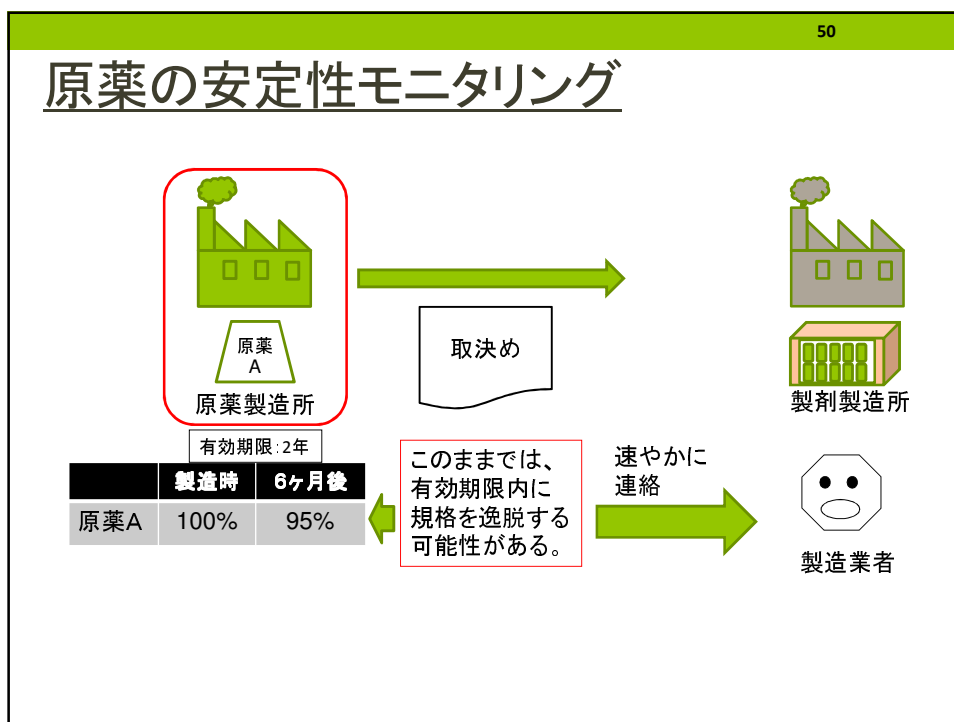 50
原薬の安定性モニタリング
原薬
A
原薬製造所
取決め
製剤製造所
有効期限:2年
製造時 6ヶ月後
原薬A 100% 95%
このままでは、
有効期限内に
規格を逸脱する
可能性がある。
速やかに
連絡
製造業者